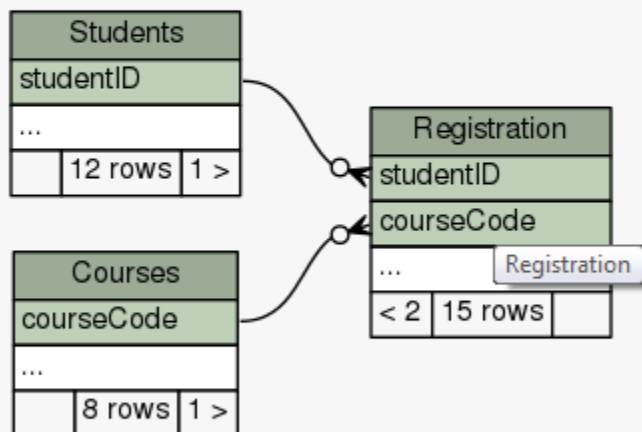 Students
studentID
...
12 rows 1 >
Registration
studentID
courseCode
...
Registration
< 2 15 rows
Courses
courseCode
...
8 rows 1 >